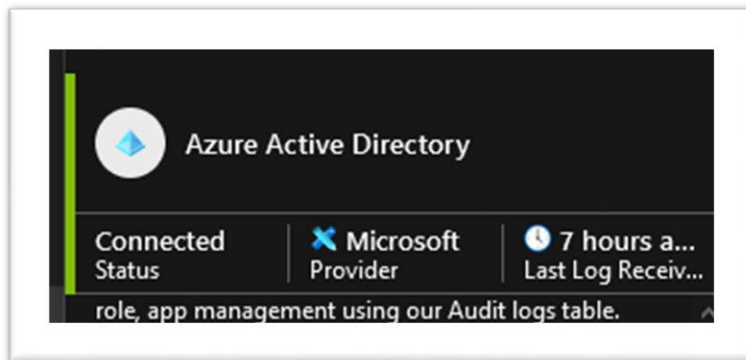 Azure Active Directory
Connected
Status
Microsoft
Provider
7 hours a...
Last Log Receiv...
role, app management using our Audit logs table.